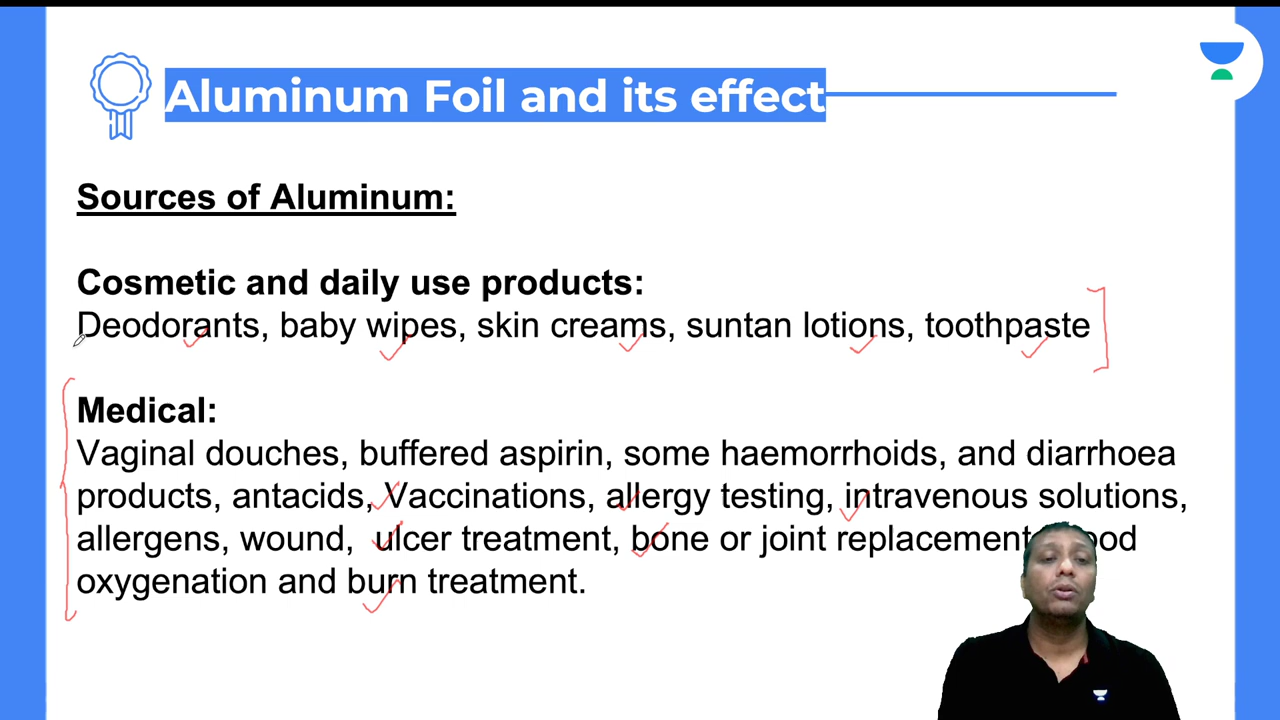 Aluminum Foil and its effect
Sources of Aluminum:
Cosmetic and daily use products:
Deodorants, baby wipes, skin creams, suntan lotions, toothpaste
Medical:
Vaginal douches, buffered aspirin, some haemorrhoids, and diarrhoea
products, antacids, Vaccinations, allergy testing, intravenous solutions,
allergens, wound, ulcer treatment, bone or joint replacement
oxygenation and burn treatment.